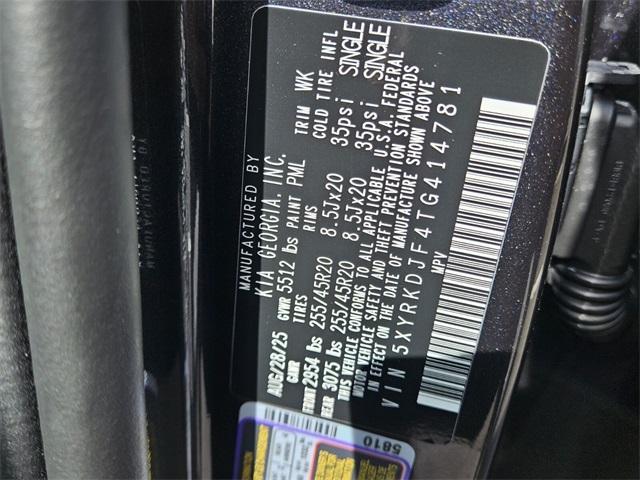 MANUFACTURED BY
KIA GEORGIA. INC.
AUG/28/25 GVWR 5512 lbs PAINT PML TRIM WK
GAWR TIRES RIMS COLD TIRE INFL
FRONT 2954 lbs 255/45R20 8.5Jx20 35psi SINGLE
REAR 3075 lbs 255/45R20 8.5Jx20 35psi SINGLE
THIS VEHICLE CONFORMS TO ALL APPLICABLE U.S.A. FEDERAL
MOTOR VEHICLE SAFETY AND THEFT PREVENTION STANDARDS
IN EFFECT ON THE DATE OF MANUFACTURE SHOWN ABOVE
VIN 5XYRKDJF4TG414781
MPV
5810